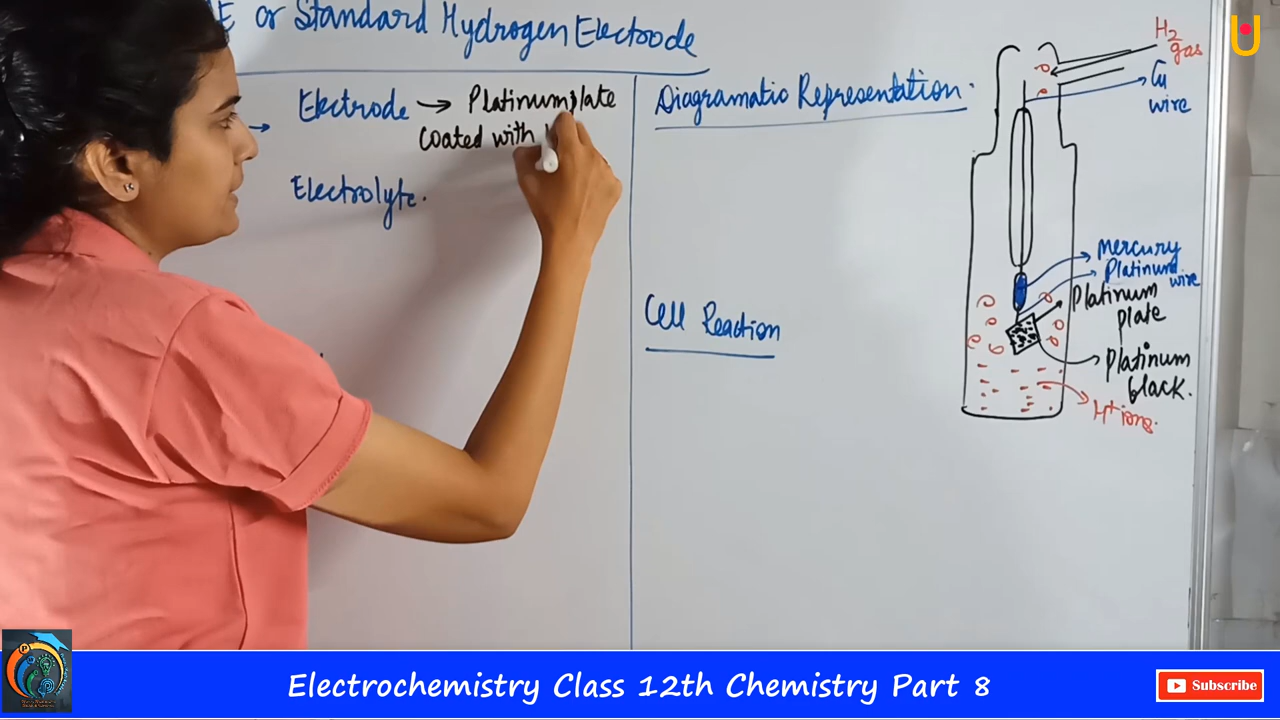 E or Standard Hydrogen Electrode
Electrode → Platinum plate
coated with
Electrolyte.
Diagramatic Representation.
Cell Reaction
H2
gas
Cu
wire
mercury
Platinum
wire
Platinum
plate
Platinum
black.
H+ ions.
Electrochemistry Class 12th Chemistry Part 8
Subscribe